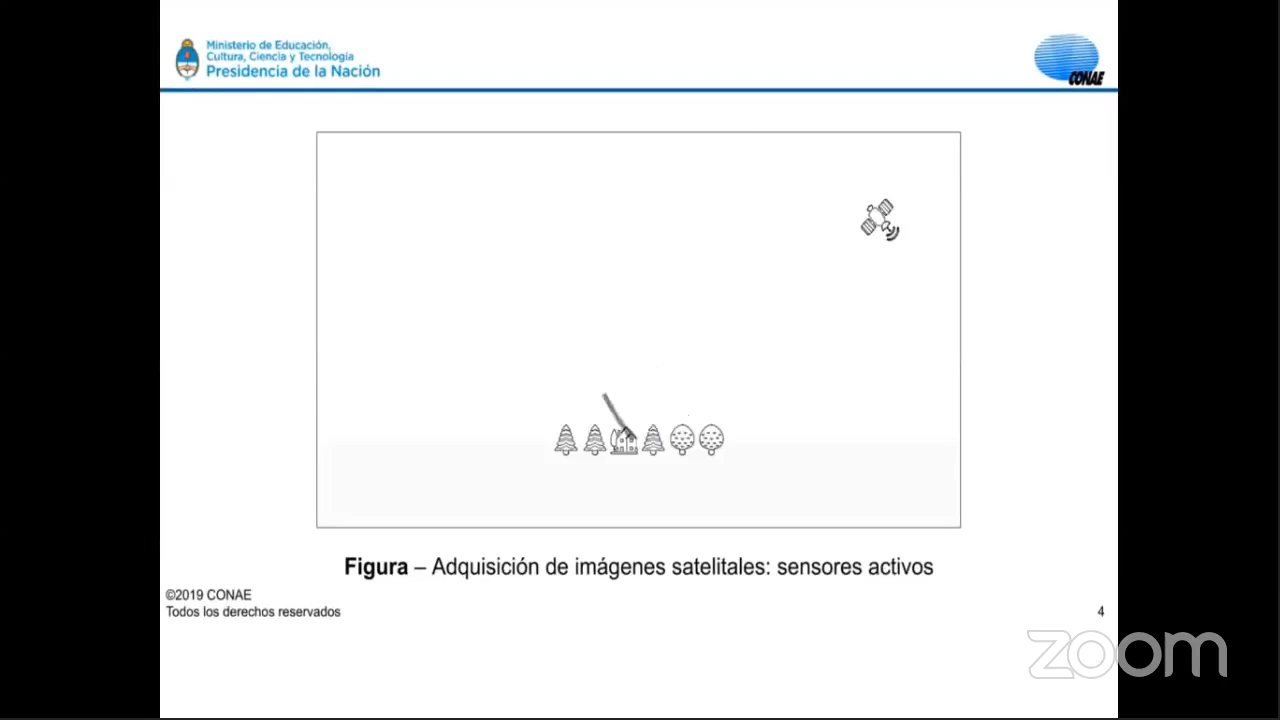 Ministerio de Educación,
Cultura, Ciencia y Tecnología
Presidencia de la Nación
CONAE
Figura – Adquisición de imágenes satelitales: sensores activos
©2019 CONAE
Todos los derechos reservados
4
zoom